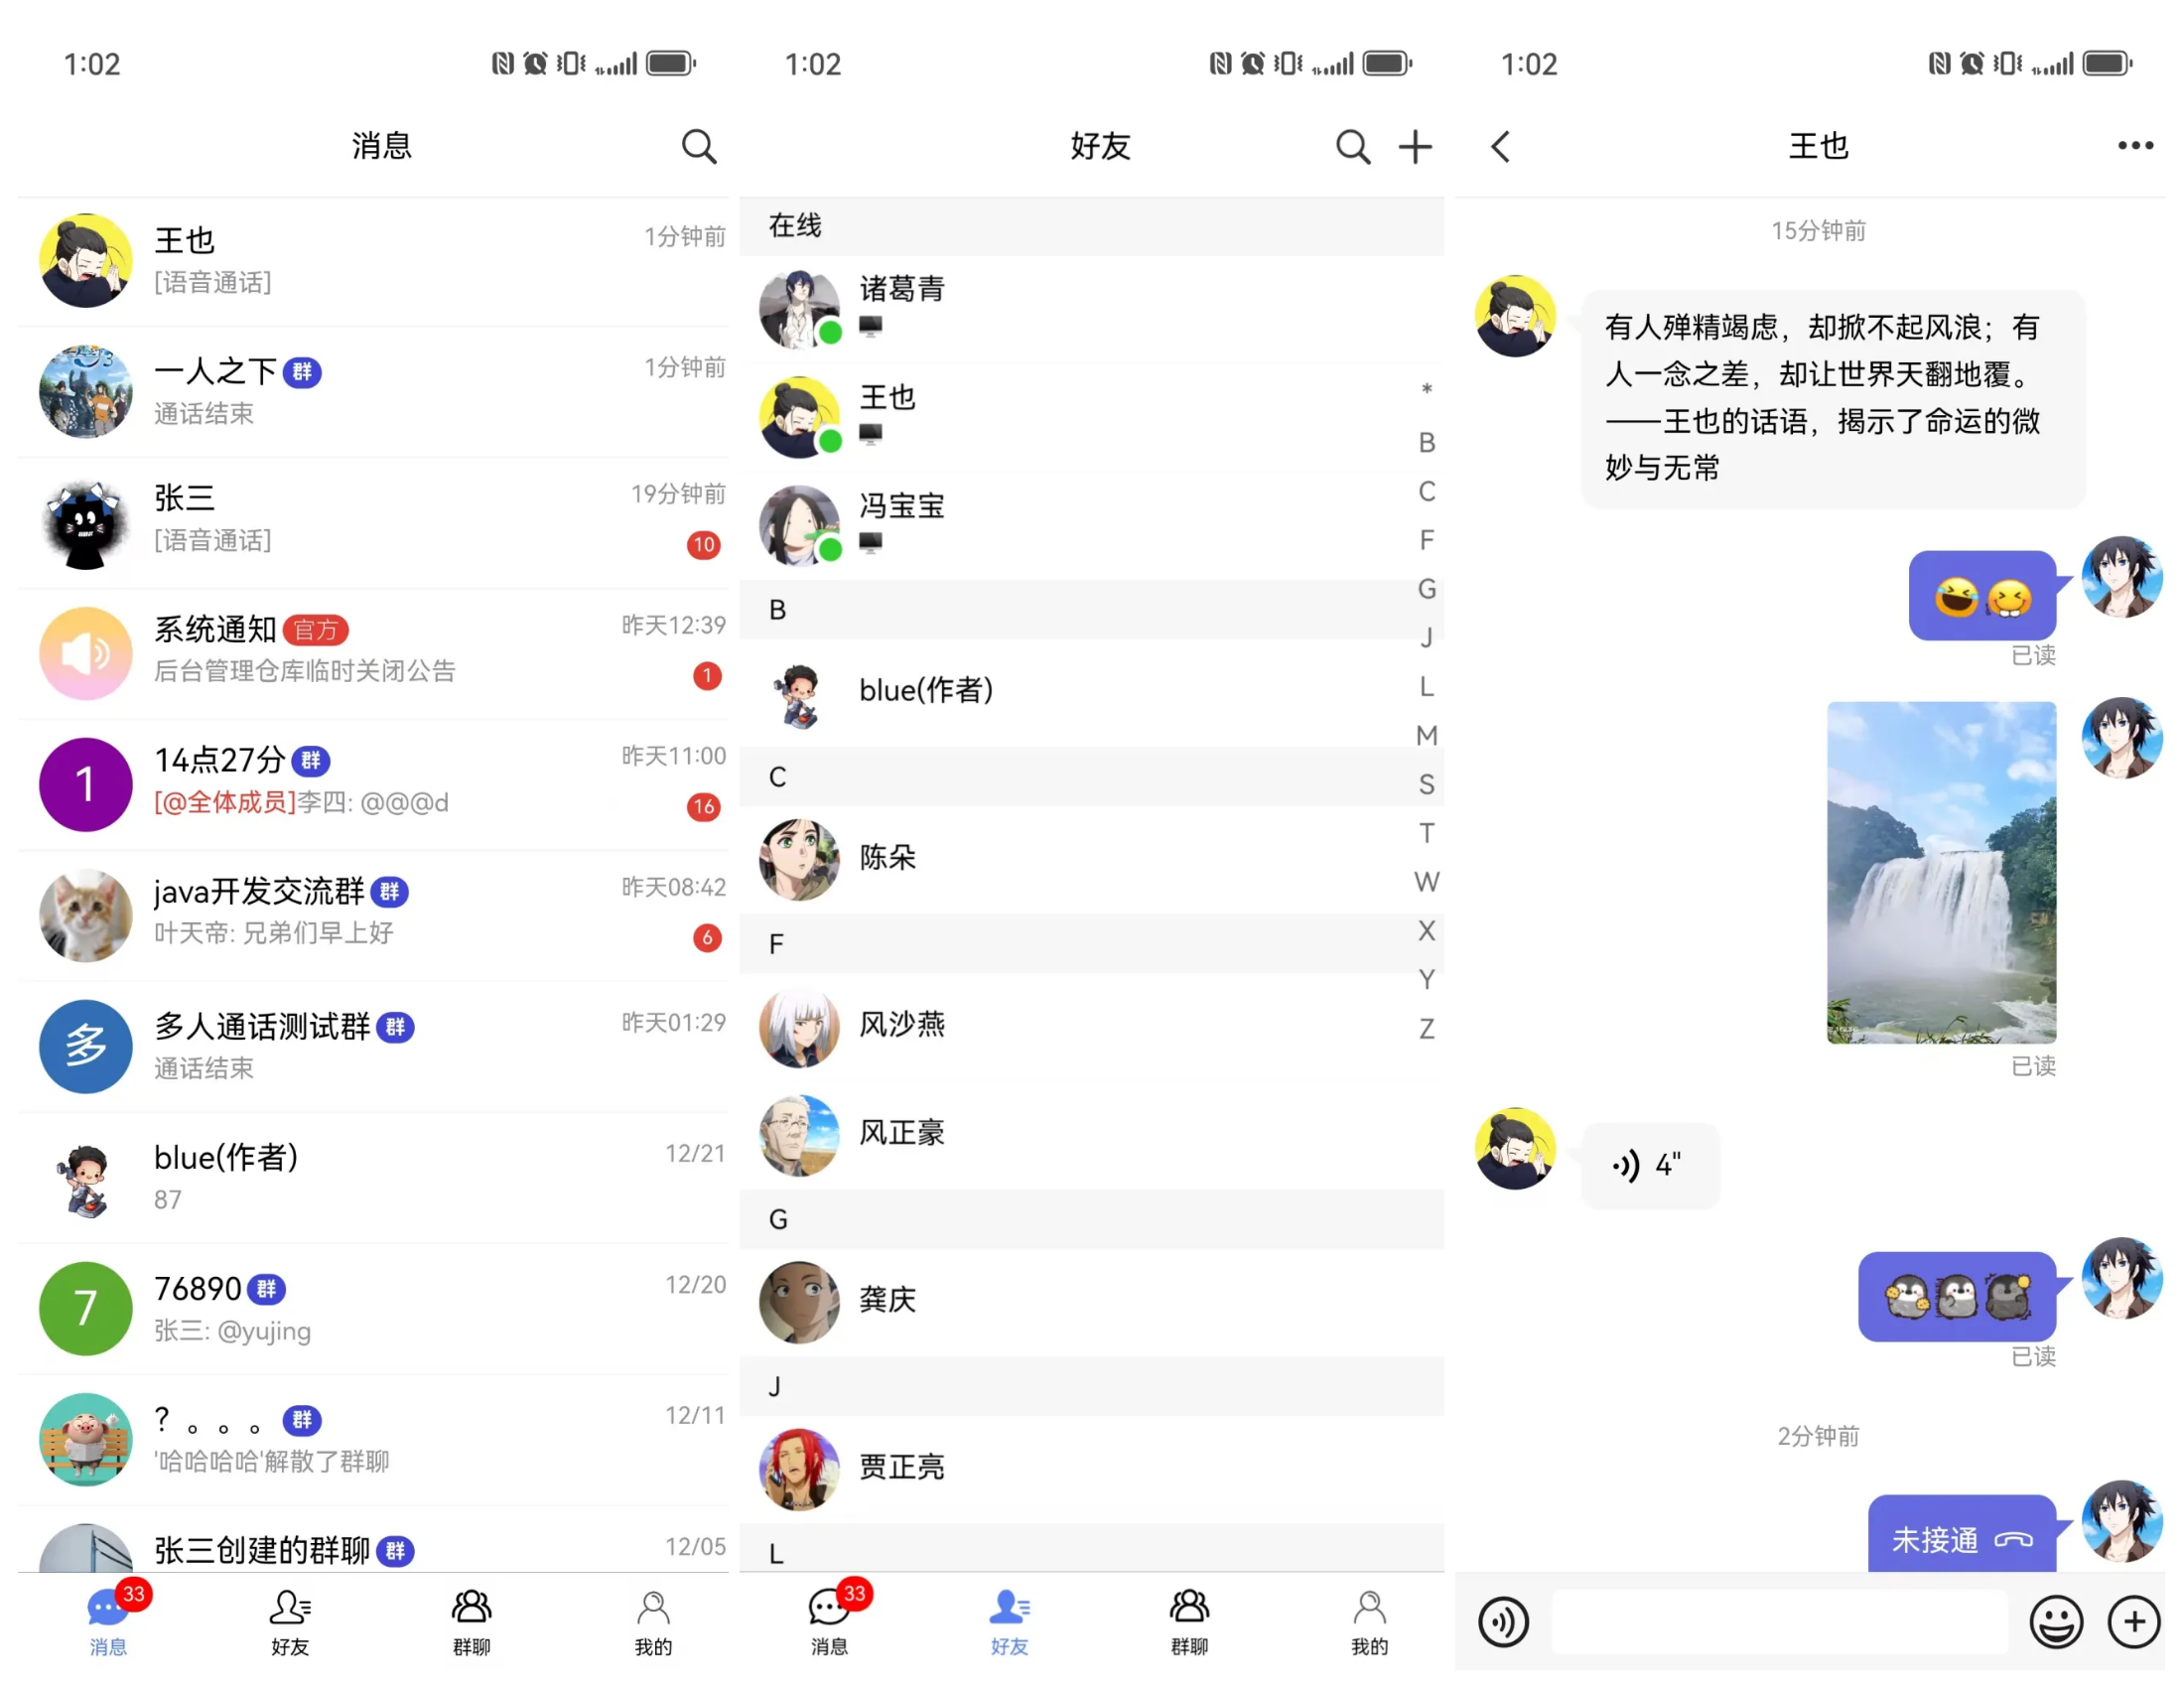 1:02
消息
王也
1分钟前
[语音通话]
一人之下 群
1分钟前
通话结束
张三
19分钟前
[语音通话]
10
系统通知 官方
昨天12:39
后台管理仓库临时关闭公告
1
1
14点27分 群
昨天11:00
[@全体成员]李四: @@@d
16
java开发交流群 群
昨天08:42
叶天帝: 兄弟们早上好
6
多
多人通话测试群 群
昨天01:29
通话结束
blue(作者)
12/21
87
7
76890 群
12/20
张三: @yujing
? 。。。 群
12/11
'哈哈哈哈'解散了群聊
张三创建的群聊 群
12/05
33
消息
好友
群聊
我的
1:02
好友
在线
诸葛青
王也
冯宝宝
B
blue(作者)
C
陈朵
F
风沙燕
风正豪
G
龚庆
J
贾正亮
L
*
B
C
F
G
J
L
M
S
T
W
X
Y
Z
33
消息
好友
群聊
我的
1:02
王也
15分钟前
有人殚精竭虑，却掀不起风浪；有
人一念之差，却让世界天翻地覆。
——王也的话语，揭示了命运的微
妙与无常
已读
已读
4"
已读
2分钟前
未接通